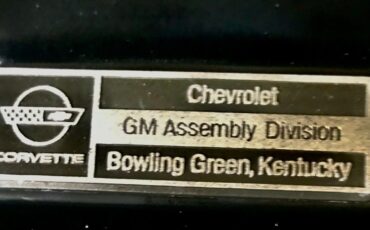 Chevrolet
GM Assembly Division
Bowling Green, Kentucky
CORVETTE